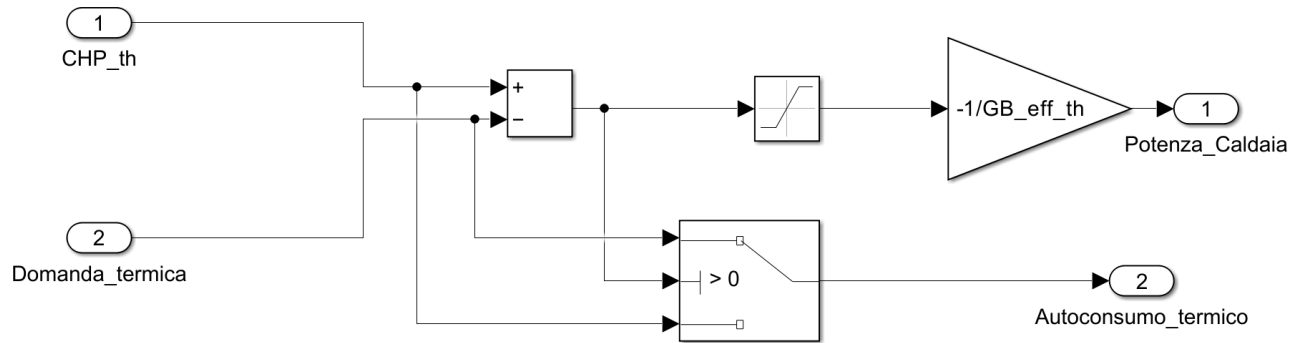 1
CHP_th
+
−
-1/GB_eff_th
1
Potenza_Caldaia
2
Domanda_termica
> 0
2
Autoconsumo_termico